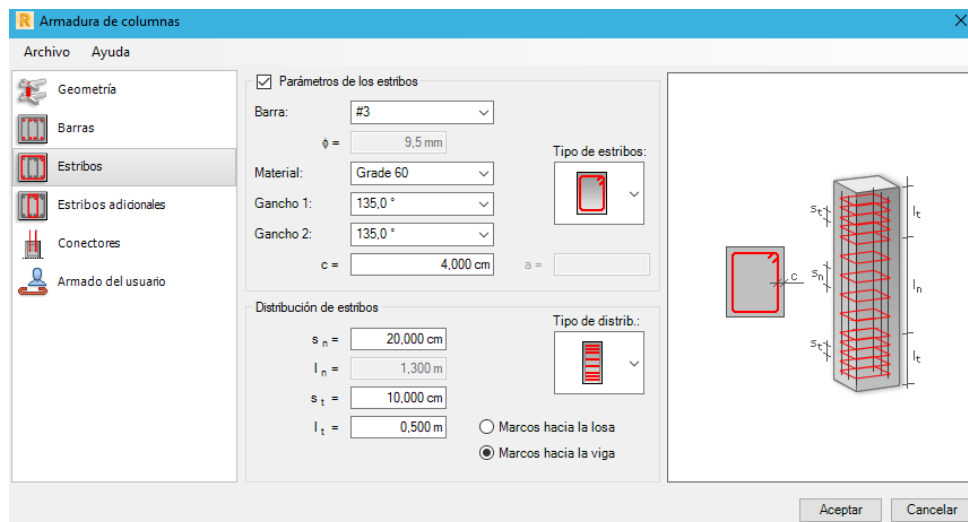 R Armadura de columnas
Archivo Ayuda
Geometría
Barras
Estribos
Estribos adicionales
Conectores
Armado del usuario
Parámetros de los estribos
Barra: #3
ϕ = 9,5 mm
Material: Grade 60
Gancho 1: 135,0 °
Gancho 2: 135,0 °
c = 4,000 cm a =
Tipo de estribos:
Distribución de estribos
s n = 20,000 cm
l n = 1,300 m
s t = 10,000 cm
l t = 0,500 m
Tipo de distrib.:
Marcos hacia la losa
Marcos hacia la viga
c
st
lt
sn
ln
st
lt
Aceptar Cancelar